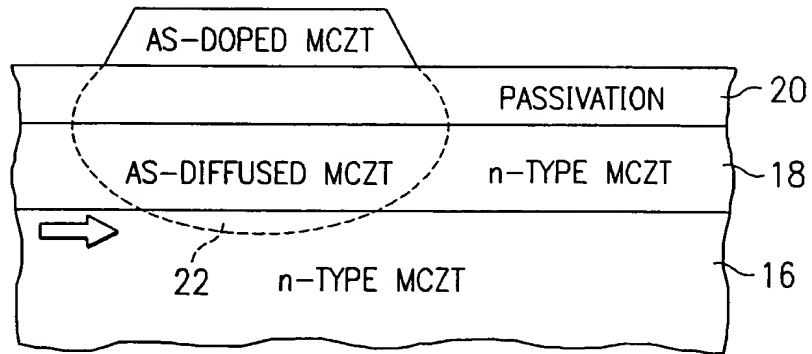 AS-DOPED MCZT
PASSIVATION
20
AS-DIFFUSED MCZT
n-TYPE MCZT
18
22
n-TYPE MCZT
16